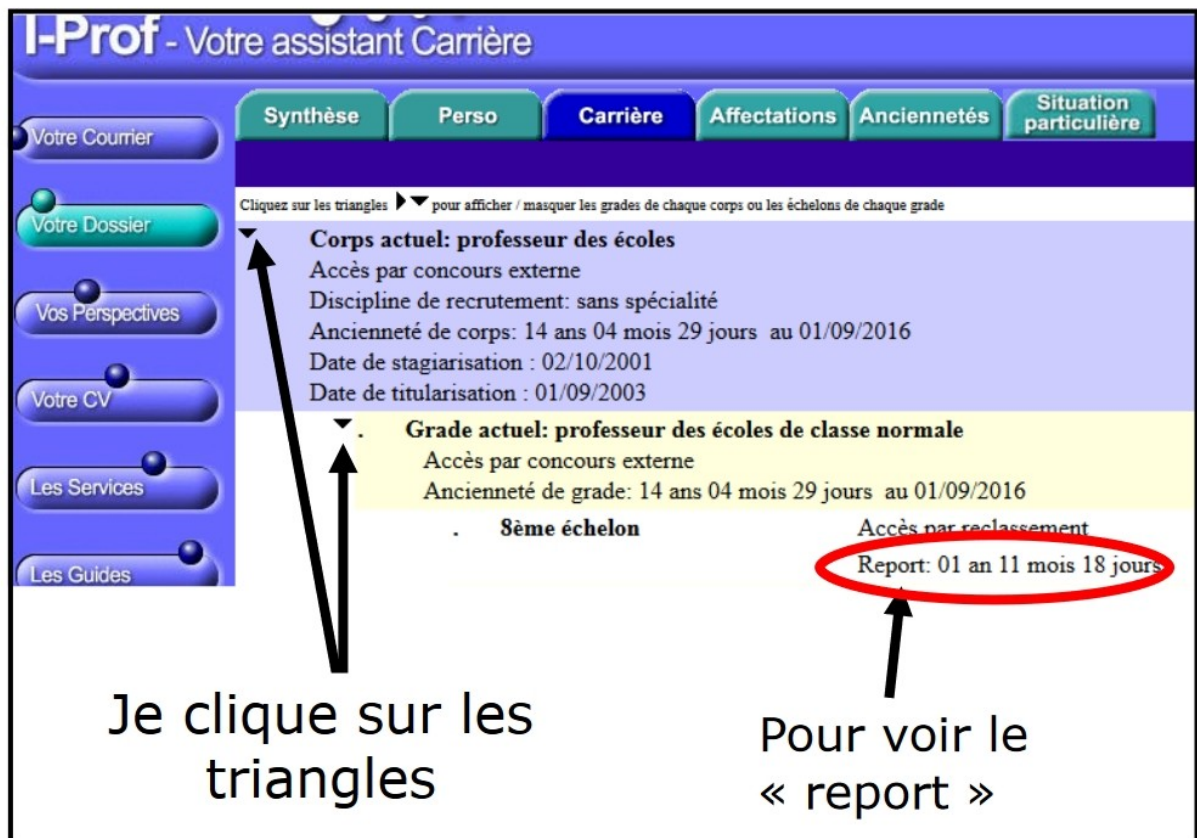 I-Prof - Votre assistant Carrière
Synthèse Perso Carrière Affectations Anciennetés Situation particulière
Votre Courrier
Votre Dossier
Vos Perspectives
Votre CV
Les Services
Les Guides
Cliquez sur les triangles pour afficher / masquer les grades de chaque corps ou les échelons de chaque grade
Corps actuel: professeur des écoles
Accès par concours externe
Discipline de recrutement: sans spécialité
Ancienneté de corps: 14 ans 04 mois 29 jours au 01/09/2016
Date de stagiarisation : 02/10/2001
Date de titularisation : 01/09/2003
. Grade actuel: professeur des écoles de classe normale
Accès par concours externe
Ancienneté de grade: 14 ans 04 mois 29 jours au 01/09/2016
. 8ème échelon Accès par reclassement
Report: 01 an 11 mois 18 jours
Je clique sur les
triangles
Pour voir le
« report »